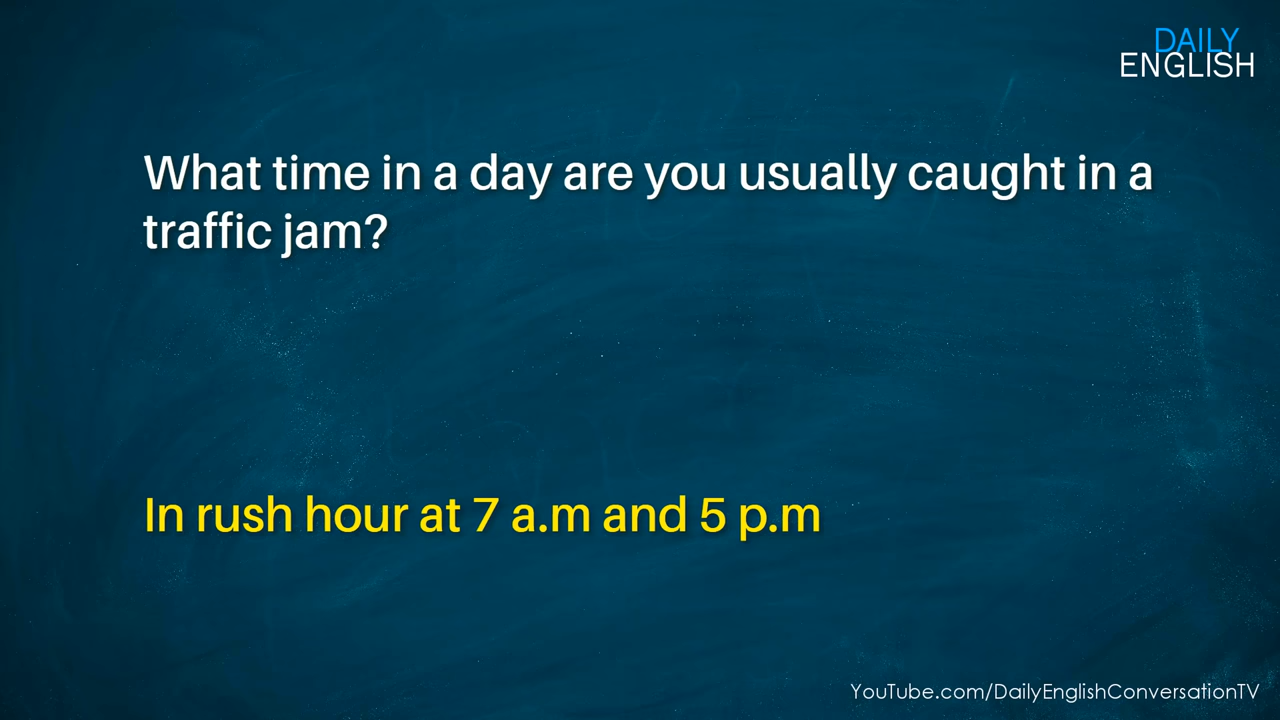 DAILY
ENGLISH
What time in a day are you usually caught in a
traffic jam?
In rush hour at 7 a.m and 5 p.m
YouTube.com/DailyEnglishConversationTV